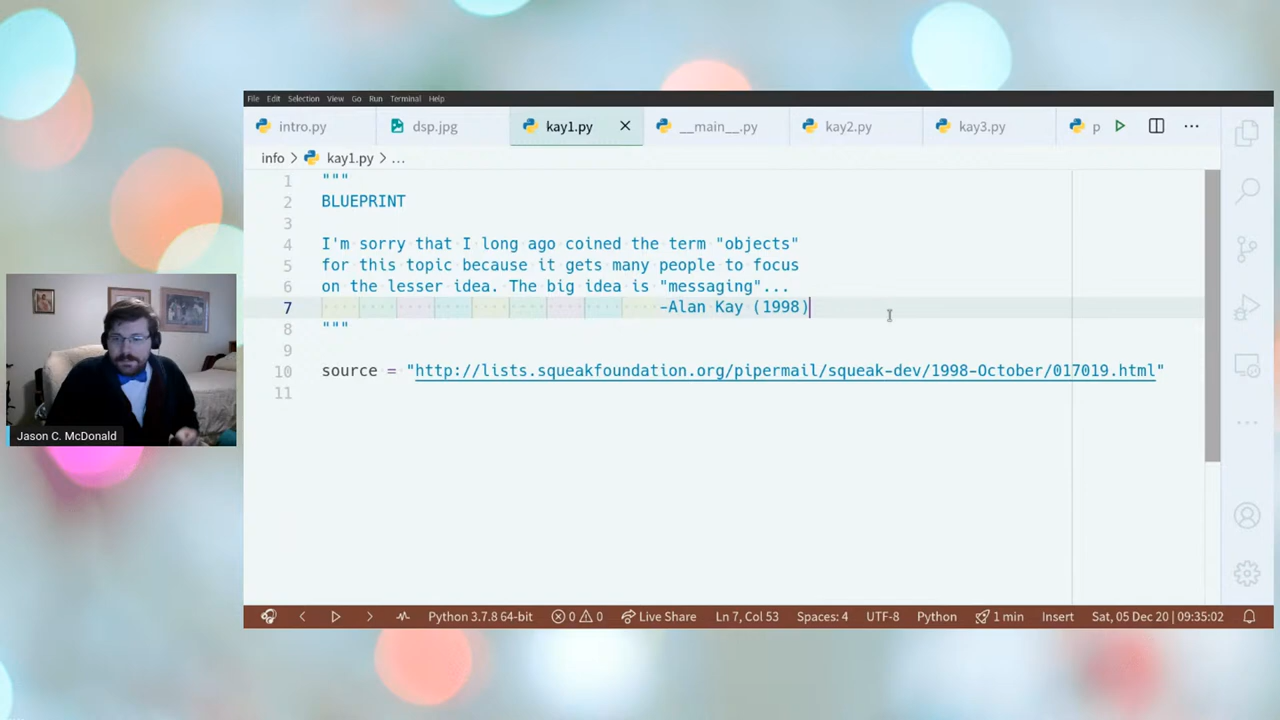 File Edit Selection View Go Run Terminal Help
intro.py dsp.jpg kay1.py __main__.py kay2.py kay3.py p
info > kay1.py > ...
1 """
2 BLUEPRINT
3
4 I'm sorry that I long ago coined the term "objects"
5 for this topic because it gets many people to focus
6 on the lesser idea. The big idea is "messaging"...
7 -Alan Kay (1998)
8 """
9
10 source = "http://lists.squeakfoundation.org/pipermail/squeak-dev/1998-October/017019.html"
11
Jason C. McDonald
Python 3.7.8 64-bit 0 0 Live Share Ln 7, Col 53 Spaces: 4 UTF-8 Python 1 min Insert Sat, 05 Dec 20 | 09:35:02